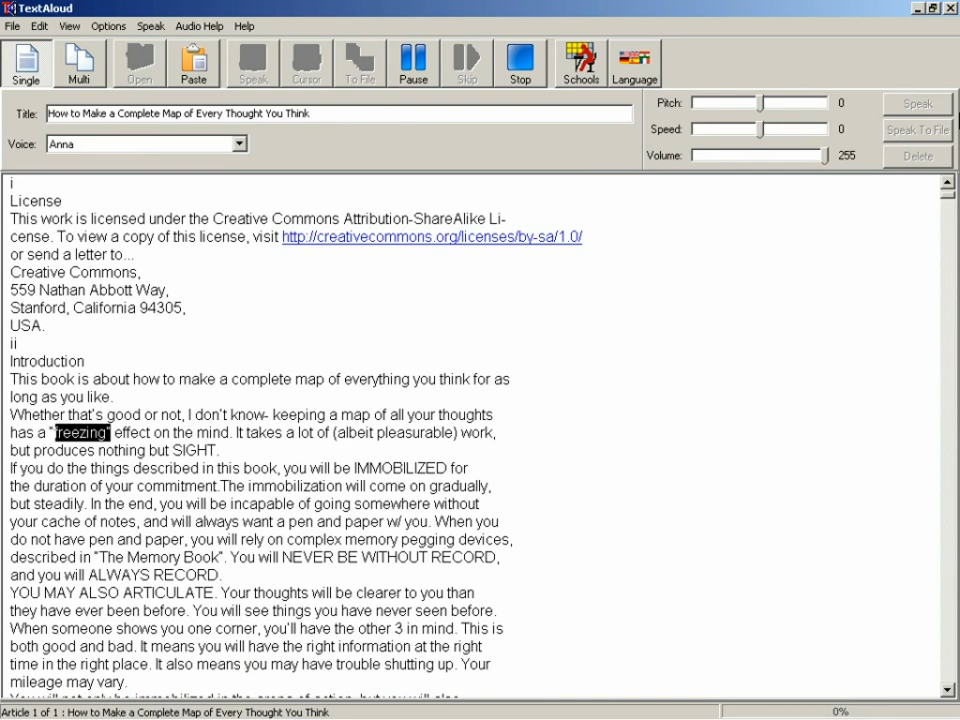 TextAloud
File Edit View Options Speak Audio Help Help
Single Multi Open Paste Speak Cursor To File Pause Skip Stop Schools Language
Title: How to Make a Complete Map of Every Thought You Think
Voice: Anna
Pitch: 0 Speak
Speed: 0 Speak To File
Volume: 255 Delete
i
License
This work is licensed under the Creative Commons Attribution-ShareAlike Li-
cense. To view a copy of this license, visit http://creativecommons.org/licenses/by-sa/1.0/
or send a letter to...
Creative Commons,
559 Nathan Abbott Way,
Stanford, California 94305,
USA.
ii
Introduction
This book is about how to make a complete map of everything you think for as
long as you like.
Whether that's good or not, I don't know- keeping a map of all your thoughts
has a "freezing" effect on the mind. It takes a lot of (albeit pleasurable) work,
but produces nothing but SIGHT.
If you do the things described in this book, you will be IMMOBILIZED for
the duration of your commitment.The immobilization will come on gradually,
but steadily. In the end, you will be incapable of going somewhere without
your cache of notes, and will always want a pen and paper w/ you. When you
do not have pen and paper, you will rely on complex memory pegging devices,
described in "The Memory Book". You will NEVER BE WITHOUT RECORD,
and you will ALWAYS RECORD.
YOU MAY ALSO ARTICULATE. Your thoughts will be clearer to you than
they have ever been before. You will see things you have never seen before.
When someone shows you one corner, you'll have the other 3 in mind. This is
both good and bad. It means you will have the right information at the right
time in the right place. It also means you may have trouble shutting up. Your
mileage may vary.
You will not only be immobilized in the arena of action, but you will also
Article 1 of 1 : How to Make a Complete Map of Every Thought You Think 0%